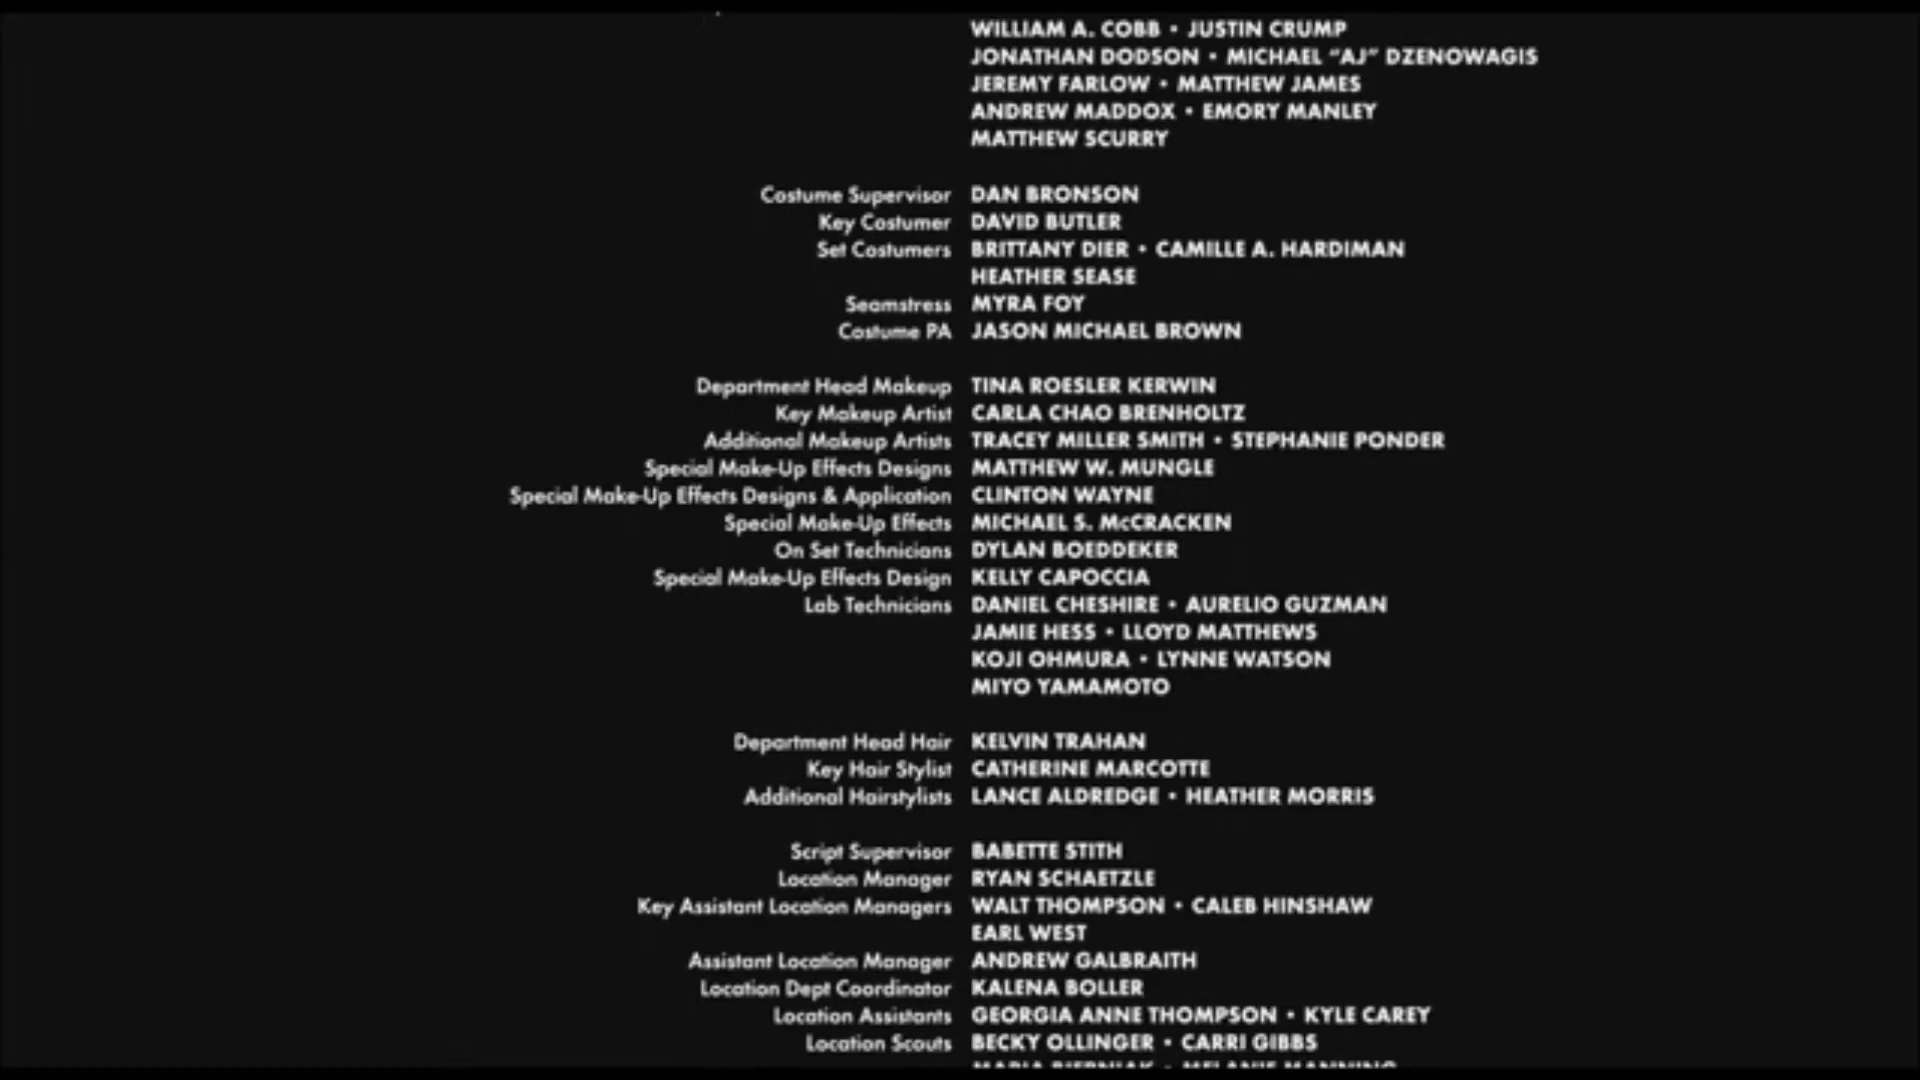 WILLIAM A. COBB • JUSTIN CRUMP
JONATHAN DODSON • MICHAEL “AJ” DZENOWAGIS
JEREMY FARLOW • MATTHEW JAMES
ANDREW MADDOX • EMORY MANLEY
MATTHEW SCURRY
Costume Supervisor DAN BRONSON
Key Costumer DAVID BUTLER
Set Costumers BRITTANY DIER • CAMILLE A. HARDIMAN
HEATHER SEASE
Seamstress MYRA FOY
Costume PA JASON MICHAEL BROWN
Department Head Makeup TINA ROESLER KERWIN
Key Makeup Artist CARLA CHAO BRENHOLTZ
Additional Makeup Artists TRACEY MILLER SMITH • STEPHANIE PONDER
Special Make-Up Effects Designs MATTHEW W. MUNGLE
Special Make-Up Effects Designs & Application CLINTON WAYNE
Special Make-Up Effects MICHAEL S. McCRACKEN
On Set Technicians DYLAN BOEDDEKER
Special Make-Up Effects Design KELLY CAPOCCIA
Lab Technicians DANIEL CHESHIRE • AURELIO GUZMAN
JAMIE HESS • LLOYD MATTHEWS
KOJI OHMURA • LYNNE WATSON
MIYO YAMAMOTO
Department Head Hair KELVIN TRAHAN
Key Hair Stylist CATHERINE MARCOTTE
Additional Hairstylists LANCE ALDREDGE • HEATHER MORRIS
Script Supervisor BABETTE STITH
Location Manager RYAN SCHAETZLE
Key Assistant Location Managers WALT THOMPSON • CALEB HINSHAW
EARL WEST
Assistant Location Manager ANDREW GALBRAITH
Location Dept Coordinator KALENA BOLLER
Location Assistants GEORGIA ANNE THOMPSON • KYLE CAREY
Location Scouts BECKY OLLINGER • CARRI GIBBS